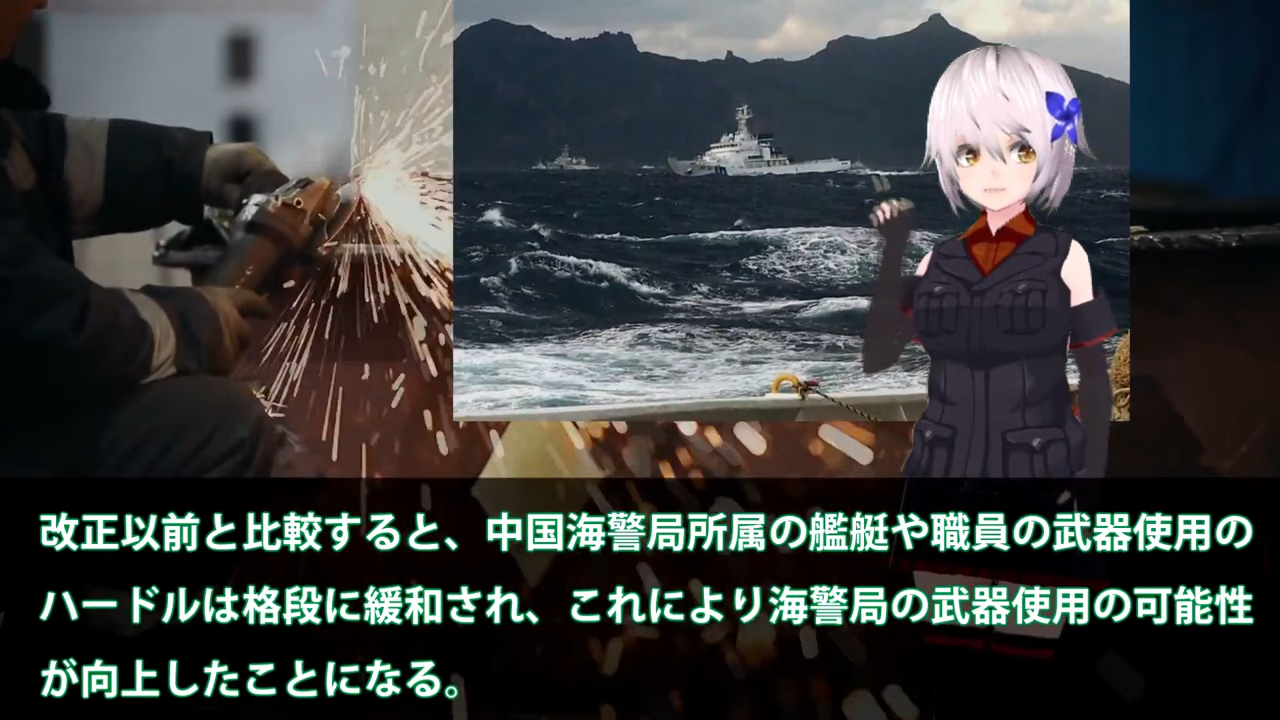 改正以前と比較すると、中国海警局所属の艦艇や職員の武器使用の
ハードルは格段に緩和され、これにより海警局の武器使用の可能性
が向上したことになる。